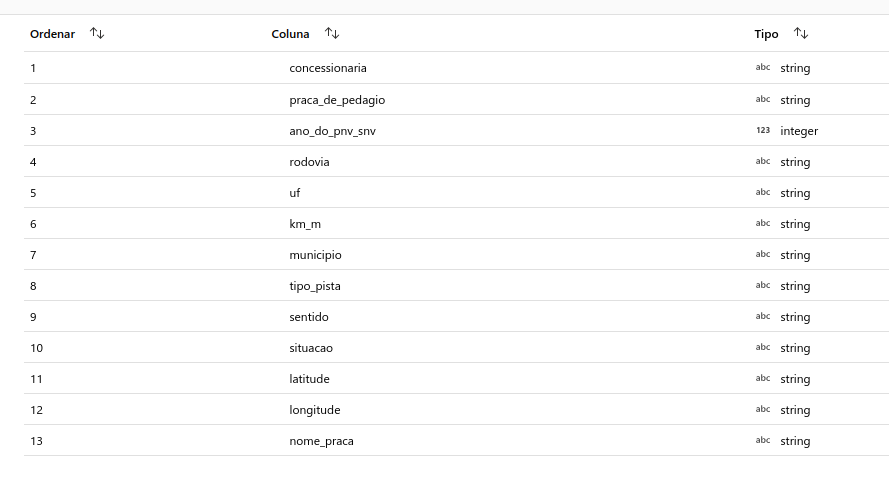 Ordenar Coluna Tipo
1 concessionaria abc string
2 praca_de_pedagio abc string
3 ano_do_pnv_snv 123 integer
4 rodovia abc string
5 uf abc string
6 km_m abc string
7 municipio abc string
8 tipo_pista abc string
9 sentido abc string
10 situacao abc string
11 latitude abc string
12 longitude abc string
13 nome_praca abc string